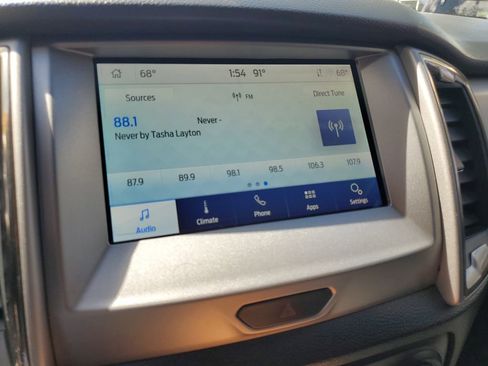 68° 1:54 91° 68°
Sources FM Direct Tune
88.1 Never -
Never by Tasha Layton
87.9 89.9 98.1 98.5 106.3 107.9
Audio Climate Phone Apps Settings